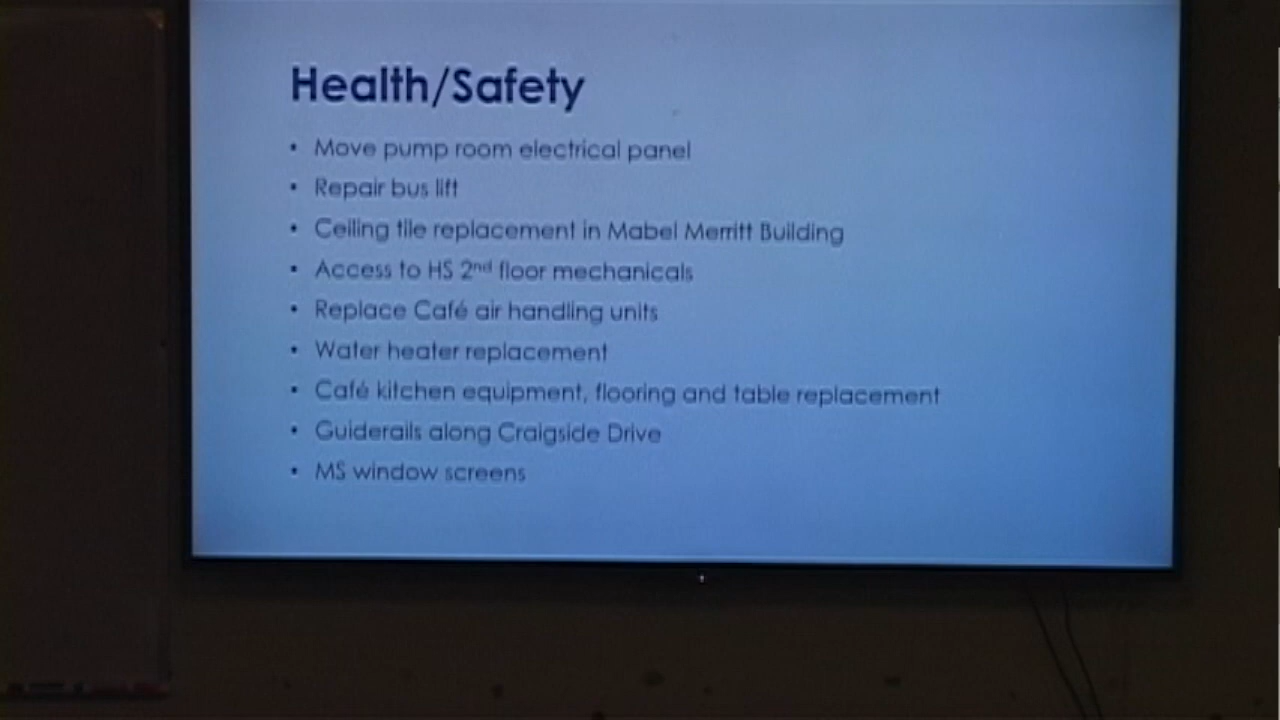 Health/Safety
• Move pump room electrical panel
• Repair bus lift
• Ceiling tile replacement in Mabel Merritt Building
• Access to HS 2nd floor mechanicals
• Replace Café air handling units
• Water heater replacement
• Café kitchen equipment, flooring and table replacement
• Guiderails along Craigside Drive
• MS window screens